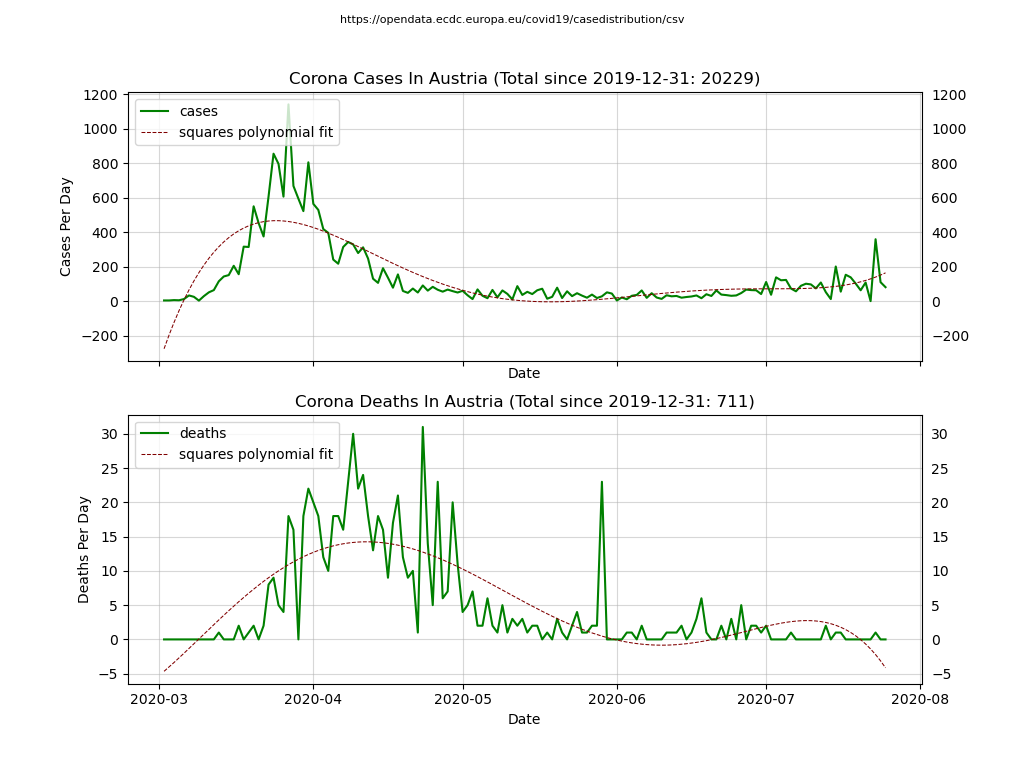 https://opendata.ecdc.europa.eu/covid19/casedistribution/csv
Corona Cases In Austria (Total since 2019-12-31: 20229)
cases
squares polynomial fit
1200
1000
800
600
400
200
0
−200
1200
1000
800
600
400
200
0
−200
Cases Per Day
Date
Corona Deaths In Austria (Total since 2019-12-31: 711)
deaths
squares polynomial fit
30
25
20
15
10
5
0
−5
30
25
20
15
10
5
0
−5
Deaths Per Day
2020-03 2020-04 2020-05 2020-06 2020-07 2020-08
Date